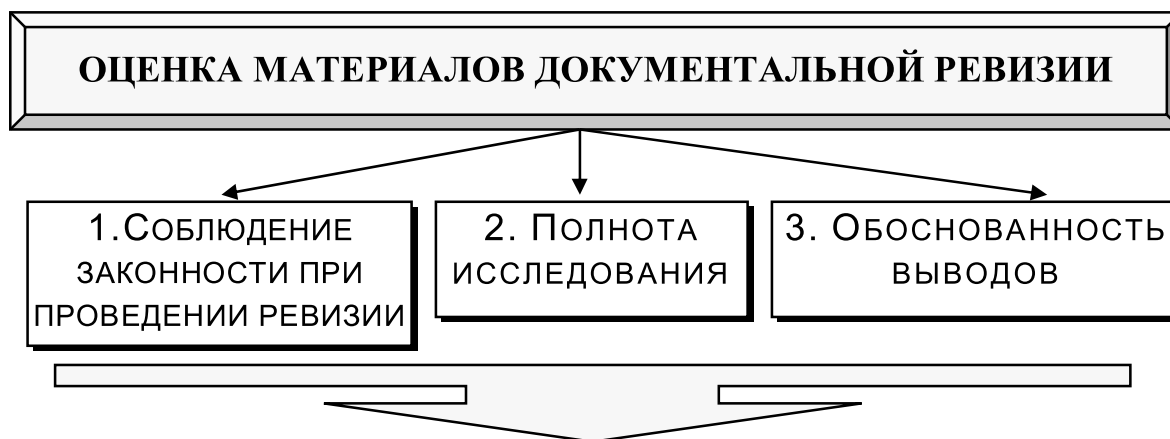 ОЦЕНКА МАТЕРИАЛОВ ДОКУМЕНТАЛЬНОЙ РЕВИЗИИ
1.СОБЛЮДЕНИЕ
ЗАКОННОСТИ ПРИ
ПРОВЕДЕНИИ РЕВИЗИИ
2. ПОЛНОТА
ИССЛЕДОВАНИЯ
3. ОБОСНОВАННОСТЬ
ВЫВОДОВ